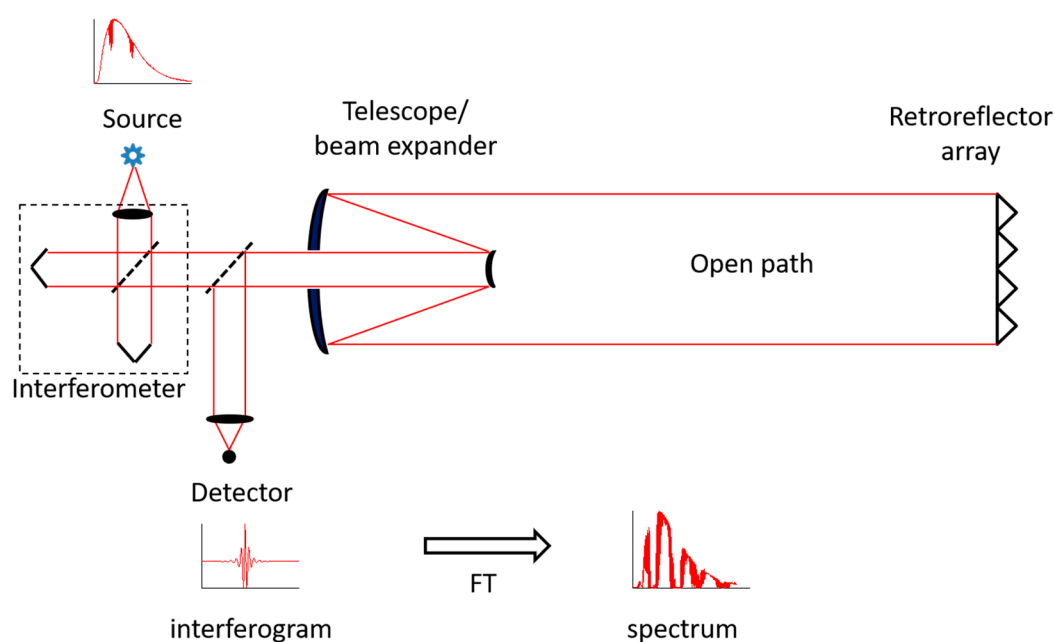 Source
Telescope/
beam expander
Retroreflector
array
Open path
Interferometer
Detector
FT
interferogram
spectrum